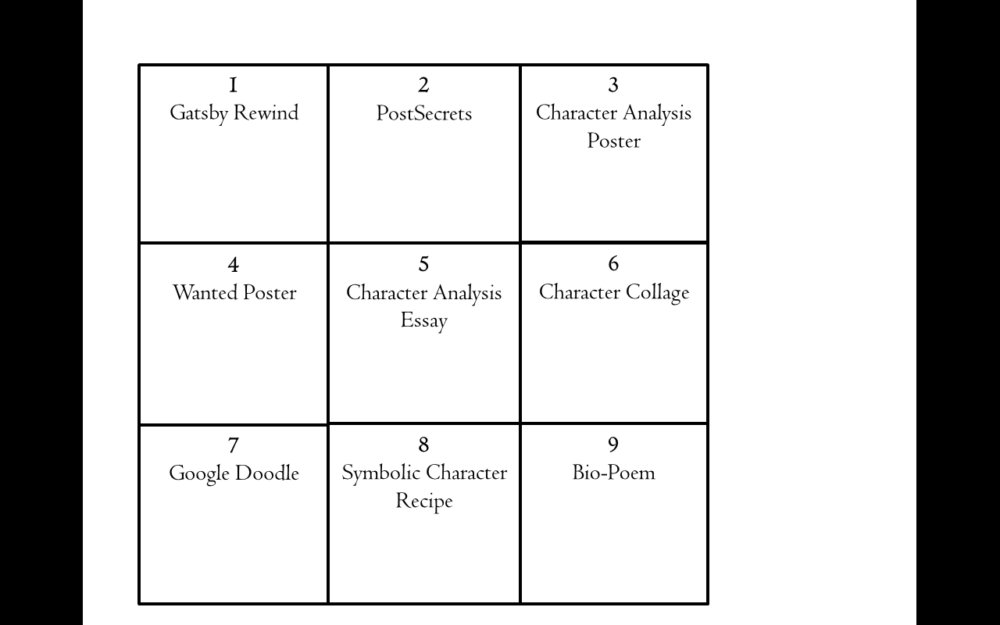 1
Gatsby Rewind
2
PostSecrets
3
Character Analysis
Poster
4
Wanted Poster
5
Character Analysis
Essay
6
Character Collage
7
Google Doodle
8
Symbolic Character
Recipe
9
Bio-Poem